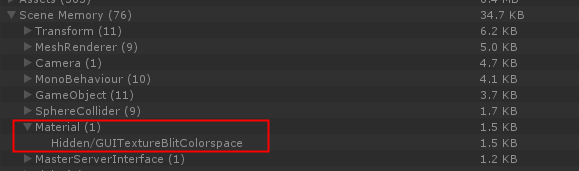 Scene Memory (76) 34.7 KB
Transform (11) 6.2 KB
MeshRenderer (9) 5.0 KB
Camera (1) 4.7 KB
MonoBehaviour (10) 4.1 KB
GameObject (11) 3.7 KB
SphereCollider (9) 1.7 KB
Material (1) 1.5 KB
Hidden/GUITextureBlitColorspace 1.5 KB
MasterServerInterface (1) 1.2 KB